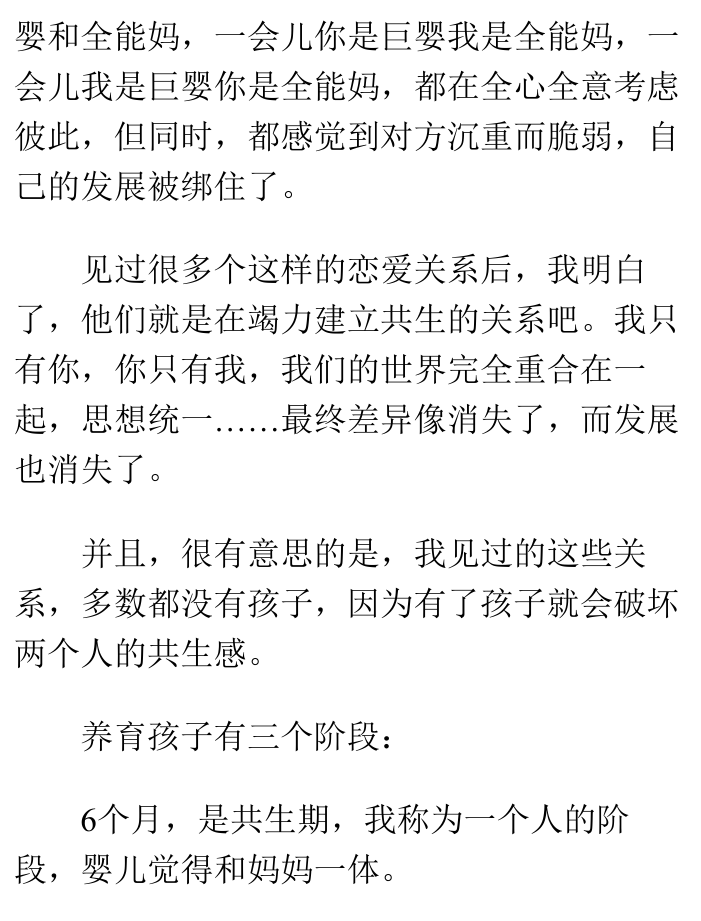 婴和全能妈，一会儿你是巨婴我是全能妈，一
会儿我是巨婴你是全能妈，都在全心全意考虑
彼此，但同时，都感觉到对方沉重而脆弱，自
己的发展被绑住了。
见过很多个这样的恋爱关系后，我明白
了，他们就是在竭力建立共生的关系吧。我只
有你，你只有我，我们的世界完全重合在一
起，思想统一……最终差异像消失了，而发展
也消失了。
并且，很有意思的是，我见过的这些关
系，多数都没有孩子，因为有了孩子就会破坏
两个人的共生感。
养育孩子有三个阶段：
6个月，是共生期，我称为一个人的阶
段，婴儿觉得和妈妈一体。